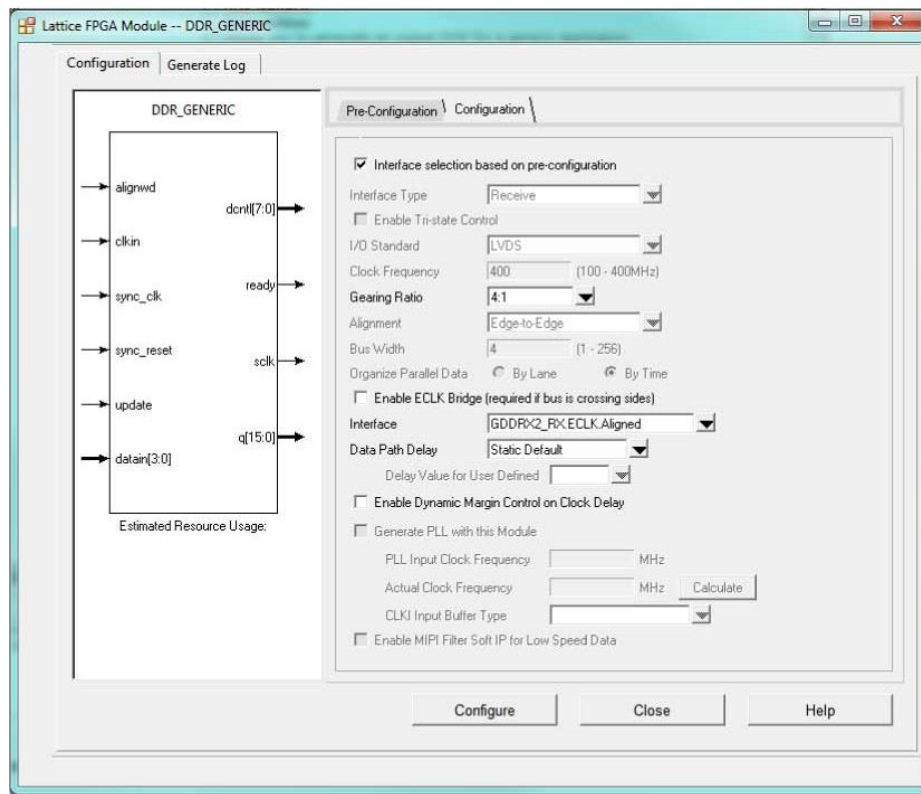 Lattice FPGA Module -- DDR_GENERIC
Configuration Generate Log
DDR_GENERIC
alignwd
clkin
sync_clk
sync_reset
update
datain[3:0]
dcntl[7:0]
ready
sclk
q[15:0]
Estimated Resource Usage:
Pre-Configuration Configuration
Interface selection based on pre-configuration
Interface Type Receive
Enable Tri-state Control
I/O Standard LVDS
Clock Frequency 400 (100 - 400MHz)
Gearing Ratio 4:1
Alignment Edge-to-Edge
Bus Width 4 (1 - 256)
Organize Parallel Data By Lane By Time
Enable ECLK Bridge (required if bus is crossing sides)
Interface GDDRX2_RX.ECLK.Aligned
Data Path Delay Static Default
Delay Value for User Defined
Enable Dynamic Margin Control on Clock Delay
Generate PLL with this Module
PLL Input Clock Frequency MHz
Actual Clock Frequency MHz Calculate
CLKI Input Buffer Type
Enable MIPI Filter Soft IP for Low Speed Data
Configure Close Help